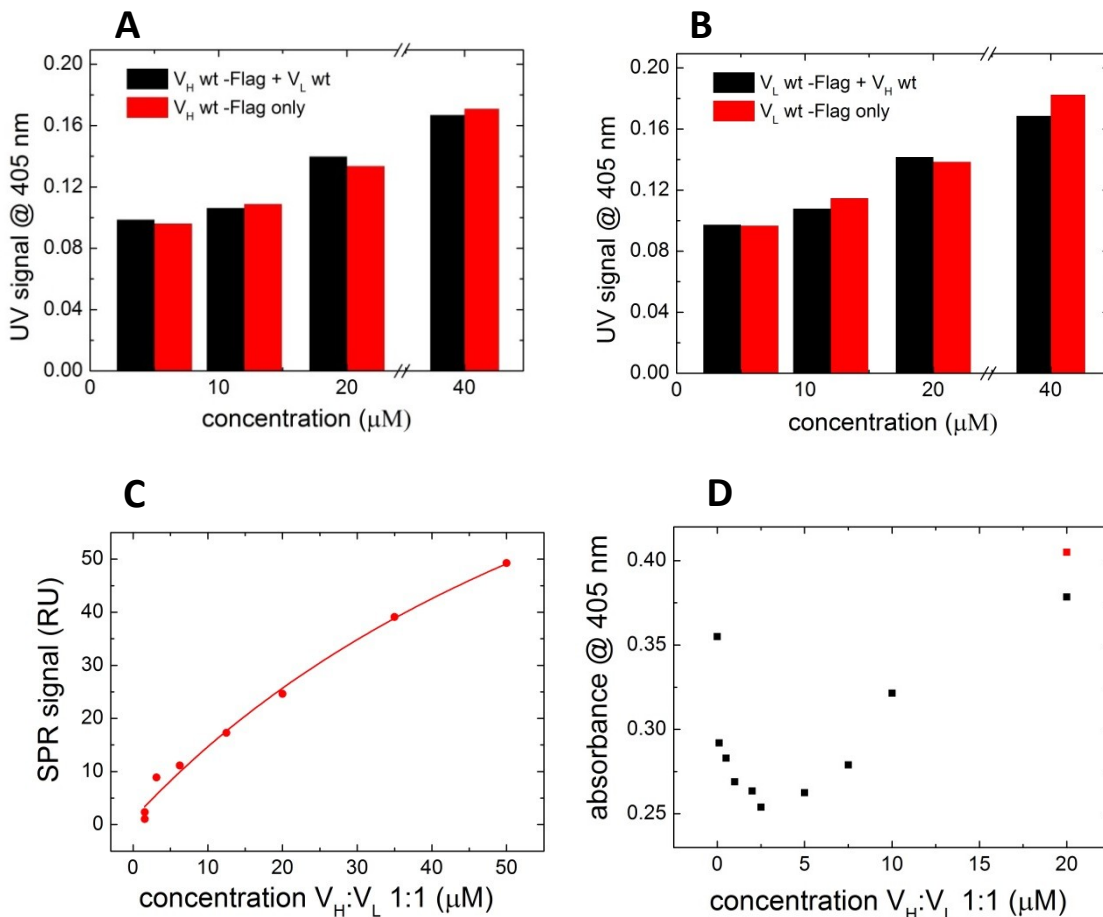 A
V_H wt -Flag + V_L wt
V_H wt -Flag only
UV signal @ 405 nm
0.20
0.16
0.12
0.08
0.04
0.00
0
10
20
40
concentration (μM)
B
V_L wt -Flag + V_H wt
V_L wt -Flag only
UV signal @ 405 nm
0.20
0.16
0.12
0.08
0.04
0.00
0
10
20
40
concentration (μM)
C
SPR signal (RU)
50
40
30
20
10
0
0
10
20
30
40
50
concentration V_H:V_L 1:1 (μM)
D
absorbance @ 405 nm
0.40
0.35
0.30
0.25
0
5
10
15
20
concentration V_H:V_L 1:1 (μM)